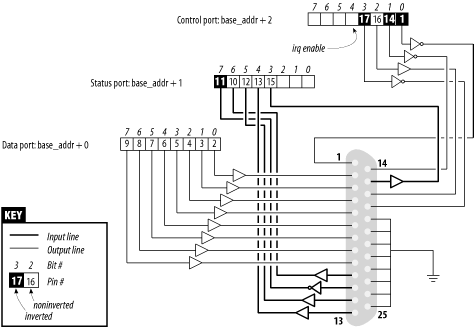 7 6 5 4 3 2 1 0
Control port: base_addr + 2
17 16 14 1
irq enable
7 6 5 4 3 2 1 0
Status port: base_addr + 1
11 10 12 13 15
7 6 5 4 3 2 1 0
Data port: base_addr + 0
9 8 7 6 5 4 3 2
1
14
KEY
Input line
Output line
3 2 Bit #
17 16 Pin #
noninverted
inverted
13
25